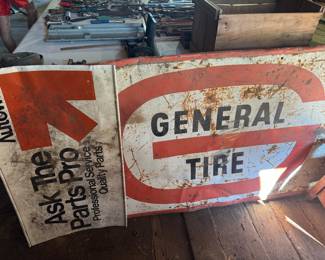 Ask The
Parts Pro
Professional Service
Quality Parts
GENERAL
TIRE